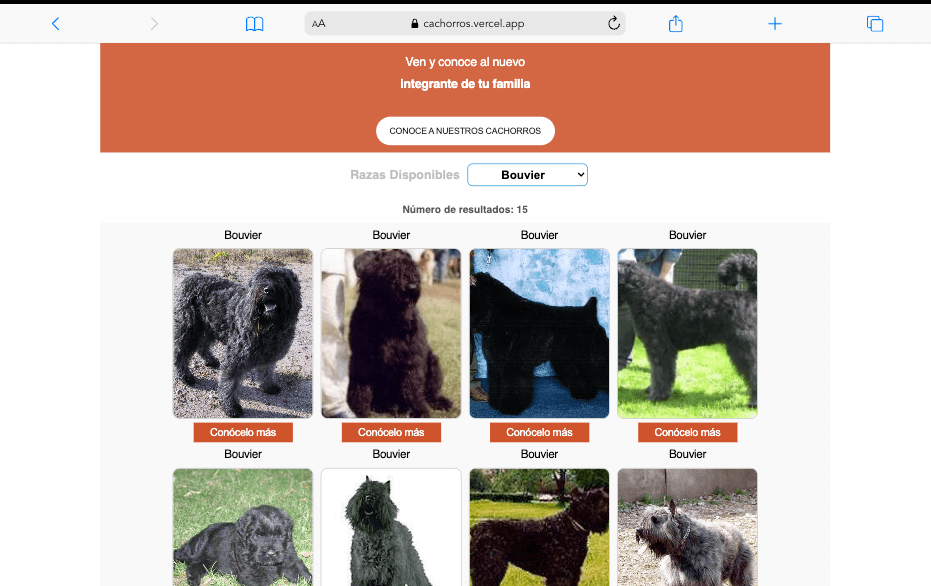 AA cachorros.vercel.app
Ven y conoce al nuevo
integrante de tu familia
CONOCE A NUESTROS CACHORROS
Razas Disponibles Bouvier
Número de resultados: 15
Bouvier Bouvier Bouvier Bouvier
Conócelo más Conócelo más Conócelo más Conócelo más
Bouvier Bouvier Bouvier Bouvier